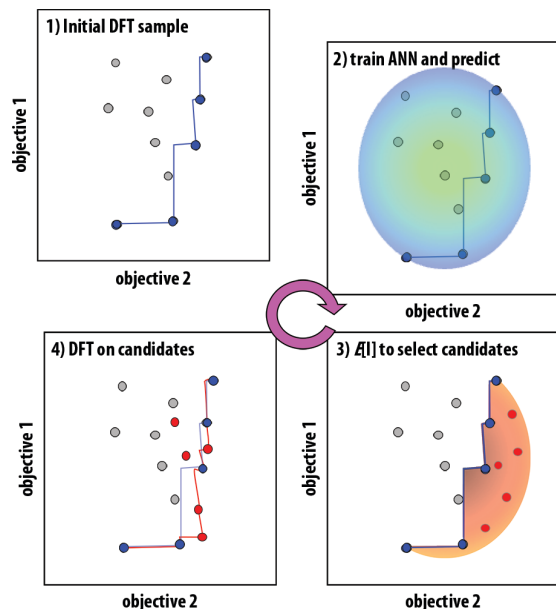 1) Initial DFT sample
objective 1
objective 2
2) train ANN and predict
objective 1
objective 2
3) E[I] to select candidates
objective 1
objective 2
4) DFT on candidates
objective 1
objective 2